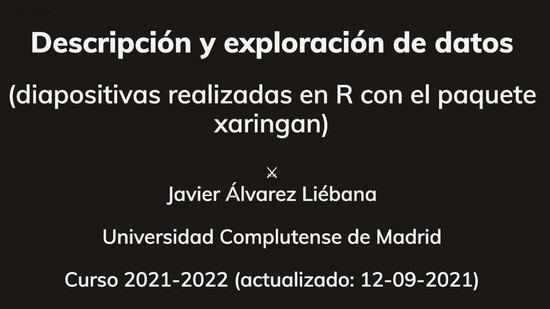 Descripción y exploración de datos
(diapositivas realizadas en R con el paquete
xaringan)
⚔
Javier Álvarez Liébana
Universidad Complutense de Madrid
Curso 2021-2022 (actualizado: 12-09-2021)